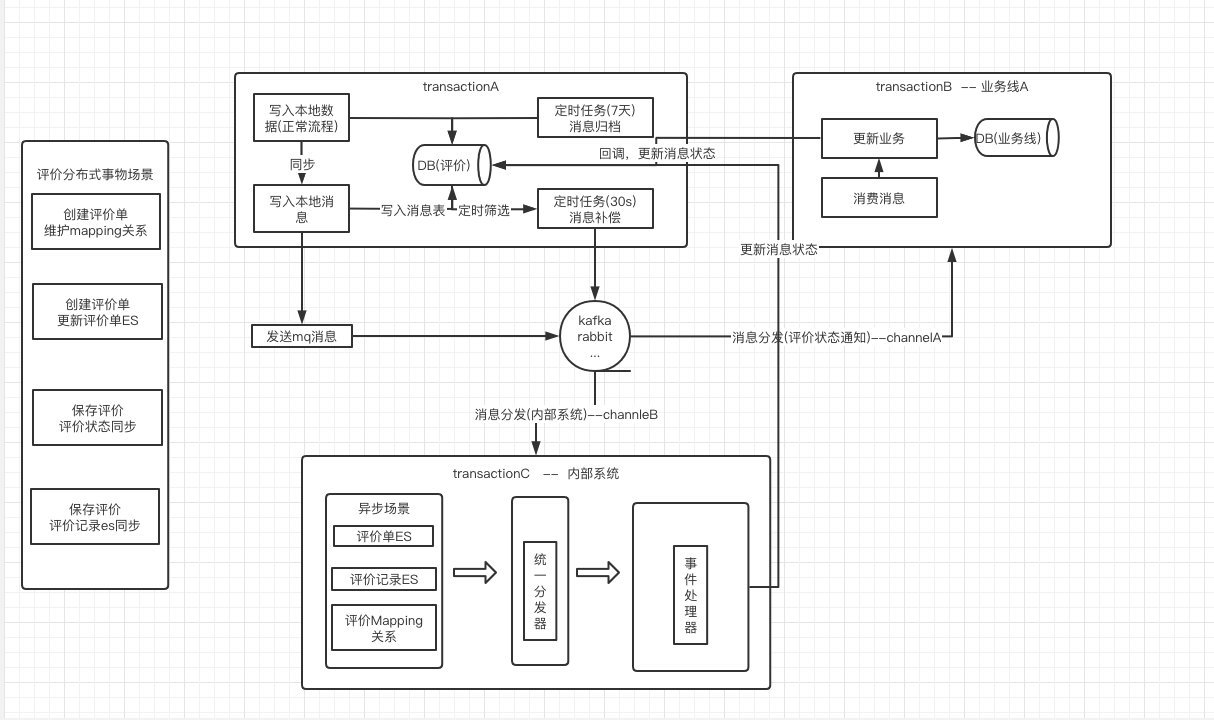 评价分布式事物场景
创建评价单
维护mapping关系
创建评价单
更新评价单ES
保存评价
评价状态同步
保存评价
评价记录es同步
transactionA
写入本地数
据(正常流程)
同步
写入本地消
息
DB(评价)
定时任务(7天)
消息归档
回调，更新消息状态
写入消息表
定时筛选
定时任务(30s)
消息补偿
transactionB -- 业务线A
更新业务
DB(业务线)
消费消息
更新消息状态
发送mq消息
kafka
rabbit
...
消息分发(评价状态通知)--channelA
消息分发(内部系统)--channleB
transactionC -- 内部系统
异步场景
评价单ES
评价记录ES
评价Mapping
关系
统
一
分
发
器
事
件
处
理
器